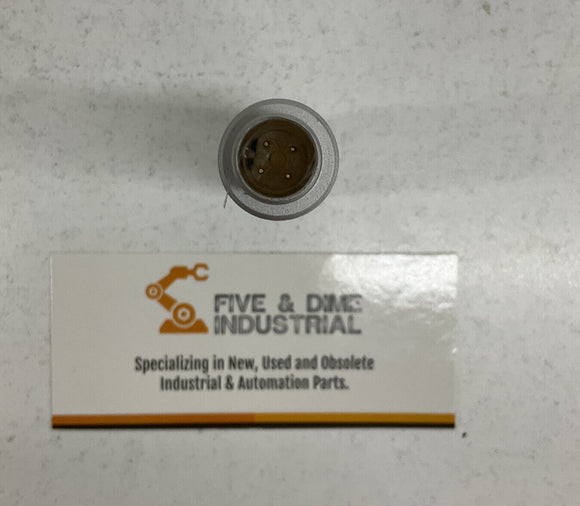 FIVE & DIME
INDUSTRIAL
Specializing in New, Used and Obsolete
Industrial & Automation Parts.